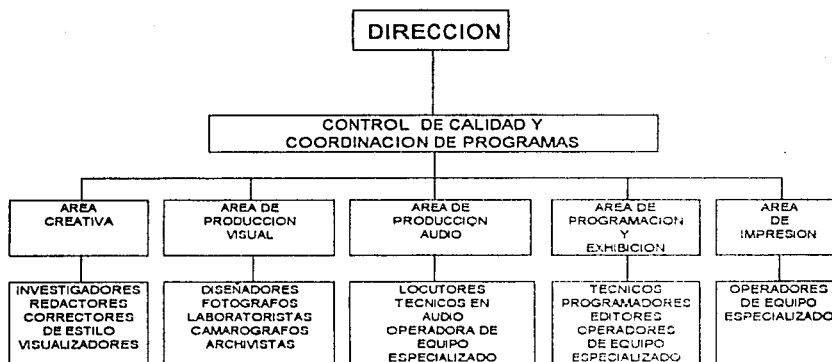 DIRECCION
CONTROL DE CALIDAD Y
COORDINACION DE PROGRAMAS
AREA
CREATIVA
AREA DE
PRODUCCION
VISUAL
AREA DE
PRODUCCION
AUDIO
AREA DE
PROGRAMACION
Y
EXHIBICION
AREA
DE
IMPRESION
INVESTIGADORES
REDACTORES
CORRECTORES
DE ESTILO
VISUALIZADORES
DISEÑADORES
FOTOGRAFOS
LABORATORISTAS
CAMAROGRAFOS
ARCHIVISTAS
LOCUTORES
TECNICOS EN
AUDIO
OPERADORA DE
EQUIPO
ESPECIALIZADO
TECNICOS
PROGRAMADORES
EDITORES
OPERADORES
DE EQUIPO
ESPECIALIZADO
OPERADORES
DE EQUIPO
ESPECIALIZADO